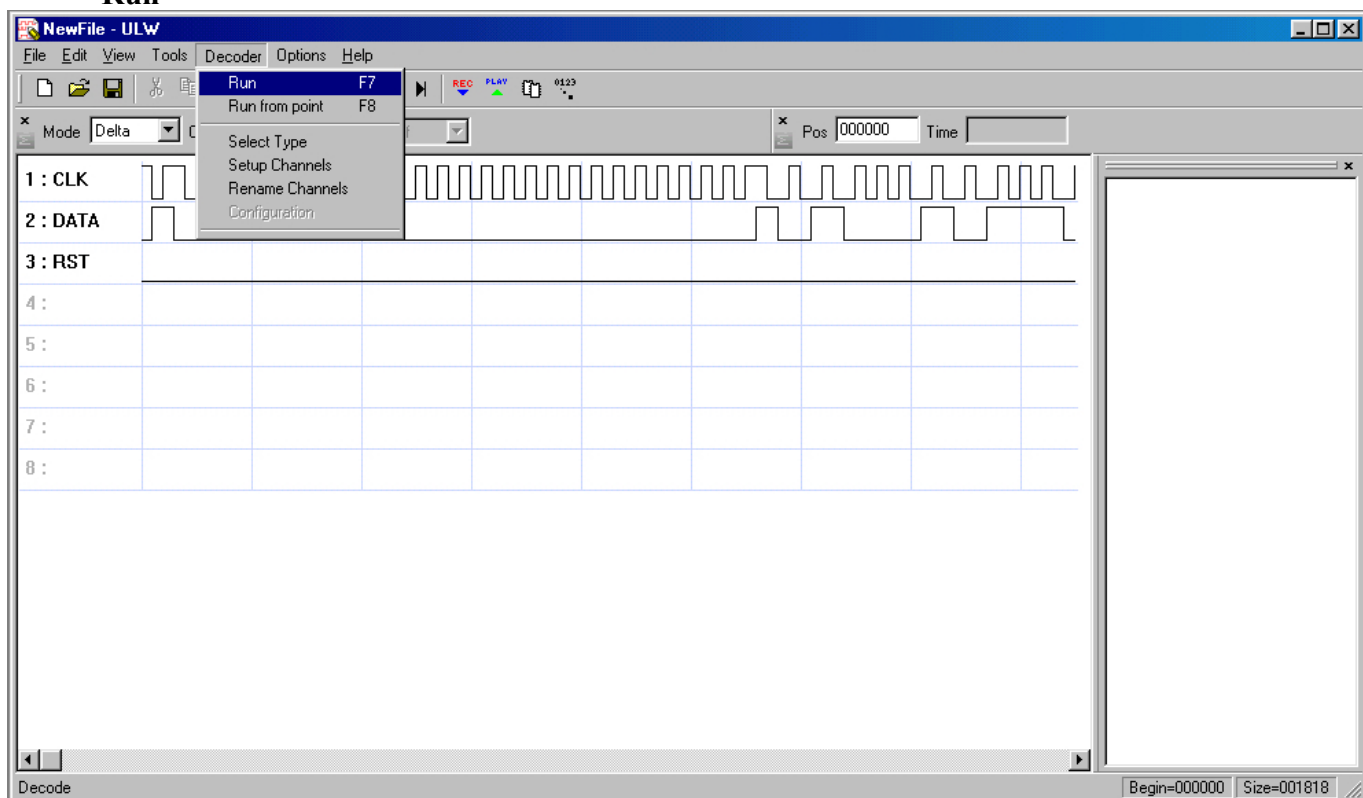 Run
NewFile - ULW
File Edit View Tools Decoder Options Help
REC PLAY 0123
Run F7
Run from point F8
Select Type
Setup Channels
Rename Channels
Configuration
Mode Delta
Pos 000000 Time
1 : CLK
2 : DATA
3 : RST
4 :
5 :
6 :
7 :
8 :
Decode
Begin=000000 Size=001818